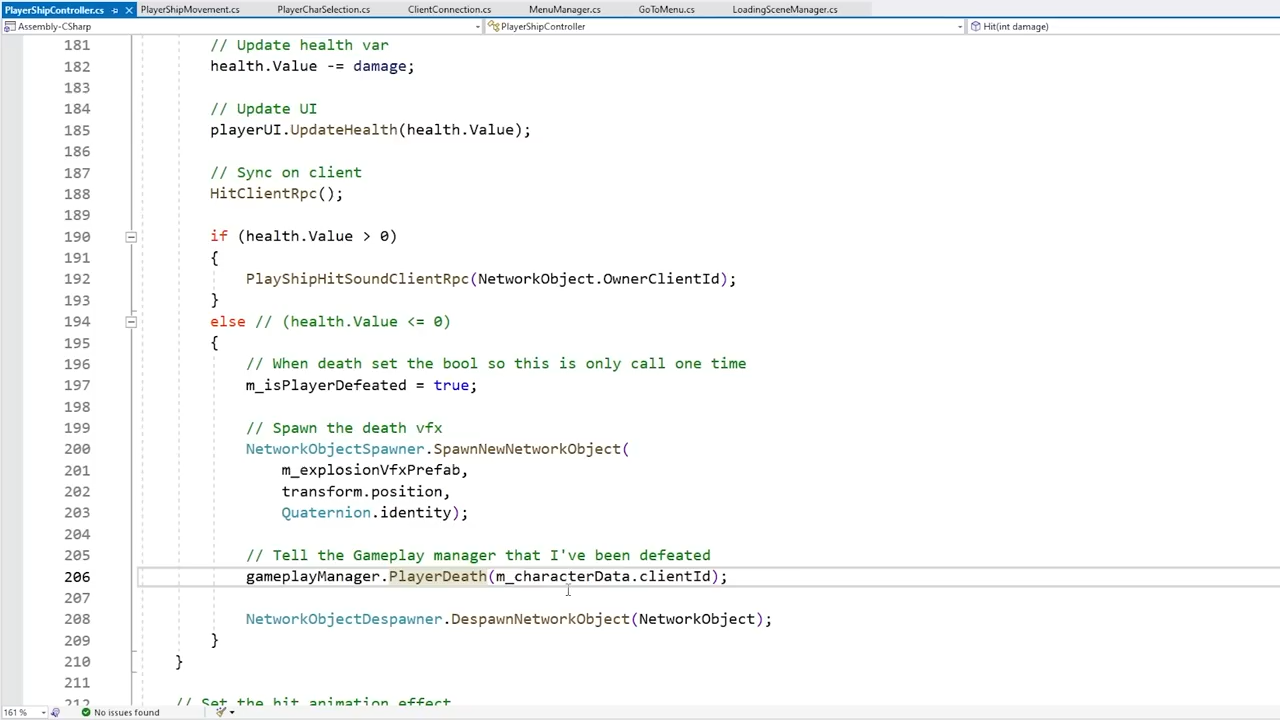 PlayerShipController.cs
PlayerShipMovement.cs
PlayerCharSelection.cs
ClientConnection.cs
MenuManager.cs
GoToMenu.cs
LoadingSceneManager.cs
Assembly-CSharp
PlayerShipController
Hit(int damage)
181 // Update health var
182 health.Value -= damage;
183
184 // Update UI
185 playerUI.UpdateHealth(health.Value);
186
187 // Sync on client
188 HitClientRpc();
189
190 if (health.Value > 0)
191 {
192 PlayShipHitSoundClientRpc(NetworkObject.OwnerClientId);
193 }
194 else // (health.Value <= 0)
195 {
196 // When death set the bool so this is only call one time
197 m_isPlayerDefeated = true;
198
199 // Spawn the death vfx
200 NetworkObjectSpawner.SpawnNewNetworkObject(
201 m_explosionVfxPrefab,
202 transform.position,
203 Quaternion.identity);
204
205 // Tell the Gameplay manager that I've been defeated
206 gameplayManager.PlayerDeath(m_characterData.clientId);
207
208 NetworkObjectDespawner.DespawnNetworkObject(NetworkObject);
209 }
210 }
211
212 // Set the hit animation effect
161 %
No issues found